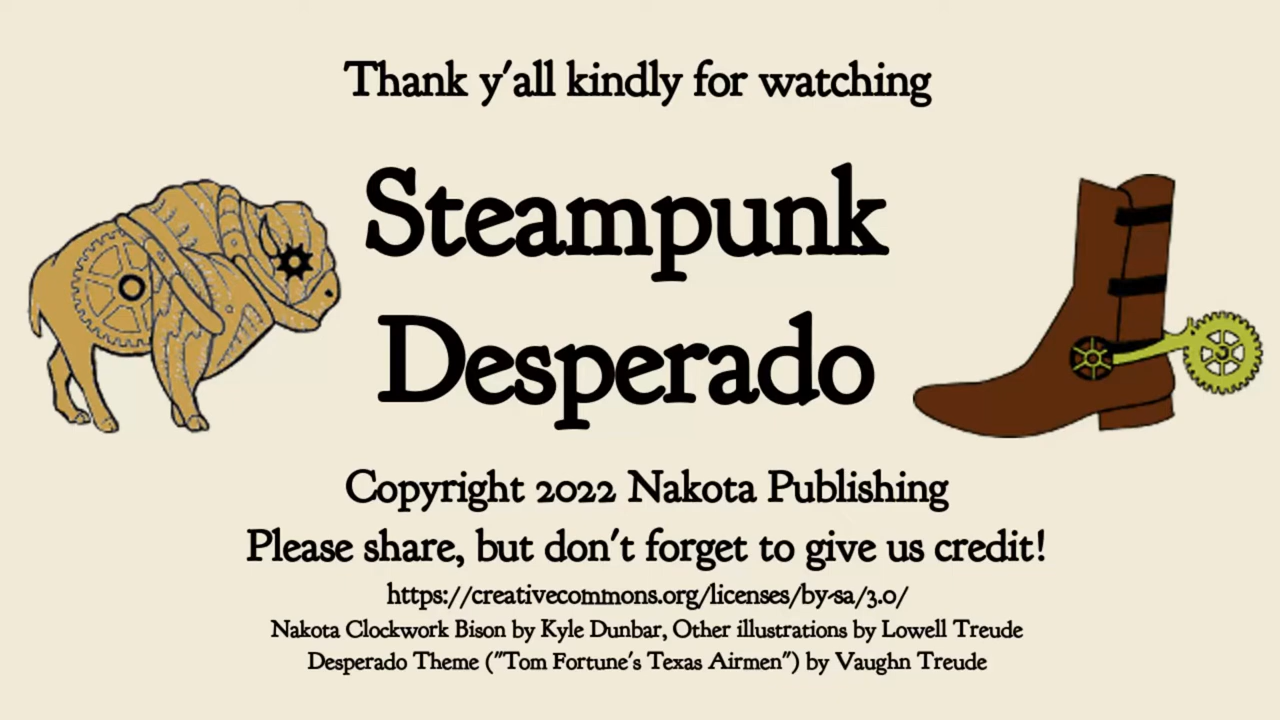 Thank y'all kindly for watching
Steampunk
Desperado
Copyright 2022 Nakota Publishing
Please share, but don't forget to give us credit!
https://creativecommons.org/licenses/by-sa/3.0/
Nakota Clockwork Bison by Kyle Dunbar, Other illustrations by Lowell Treude
Desperado Theme ("Tom Fortune's Texas Airmen") by Vaughn Treude